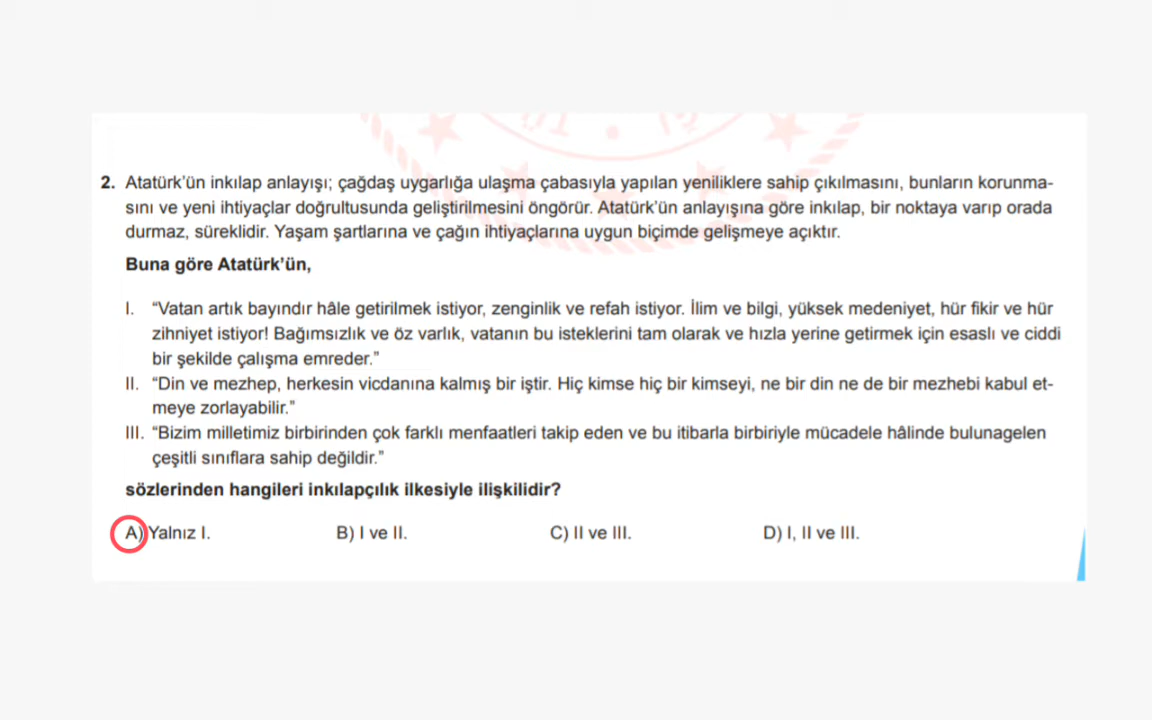 2. Atatürk'ün inkılap anlayışı; çağdaş uygarlığa ulaşma çabasıyla yapılan yeniliklere sahip çıkılmasını, bunların korunma-
sını ve yeni ihtiyaçlar doğrultusunda geliştirilmesini öngörür. Atatürk'ün anlayışına göre inkılap, bir noktaya varıp orada
durmaz, süreklidir. Yaşam şartlarına ve çağın ihtiyaçlarına uygun biçimde gelişmeye açıktır.
Buna göre Atatürk'ün,
I. “Vatan artık bayındır hâle getirilmek istiyor, zenginlik ve refah istiyor. İlim ve bilgi, yüksek medeniyet, hür fikir ve hür
zihniyet istiyor! Bağımsızlık ve öz varlık, vatanın bu isteklerini tam olarak ve hızla yerine getirmek için esaslı ve ciddi
bir şekilde çalışma emreder.”
II. “Din ve mezhep, herkesin vicdanına kalmış bir iştir. Hiç kimse hiç bir kimseyi, ne bir din ne de bir mezhebi kabul et-
meye zorlayabilir.”
III. “Bizim milletimiz birbirinden çok farklı menfaatleri takip eden ve bu itibarla birbiriyle mücadele hâlinde bulunagelen
çeşitli sınıflara sahip değildir.”
sözlerinden hangileri inkılapçılık ilkesiyle ilişkilidir?
A) Yalnız I. B) I ve II. C) II ve III. D) I, II ve III.